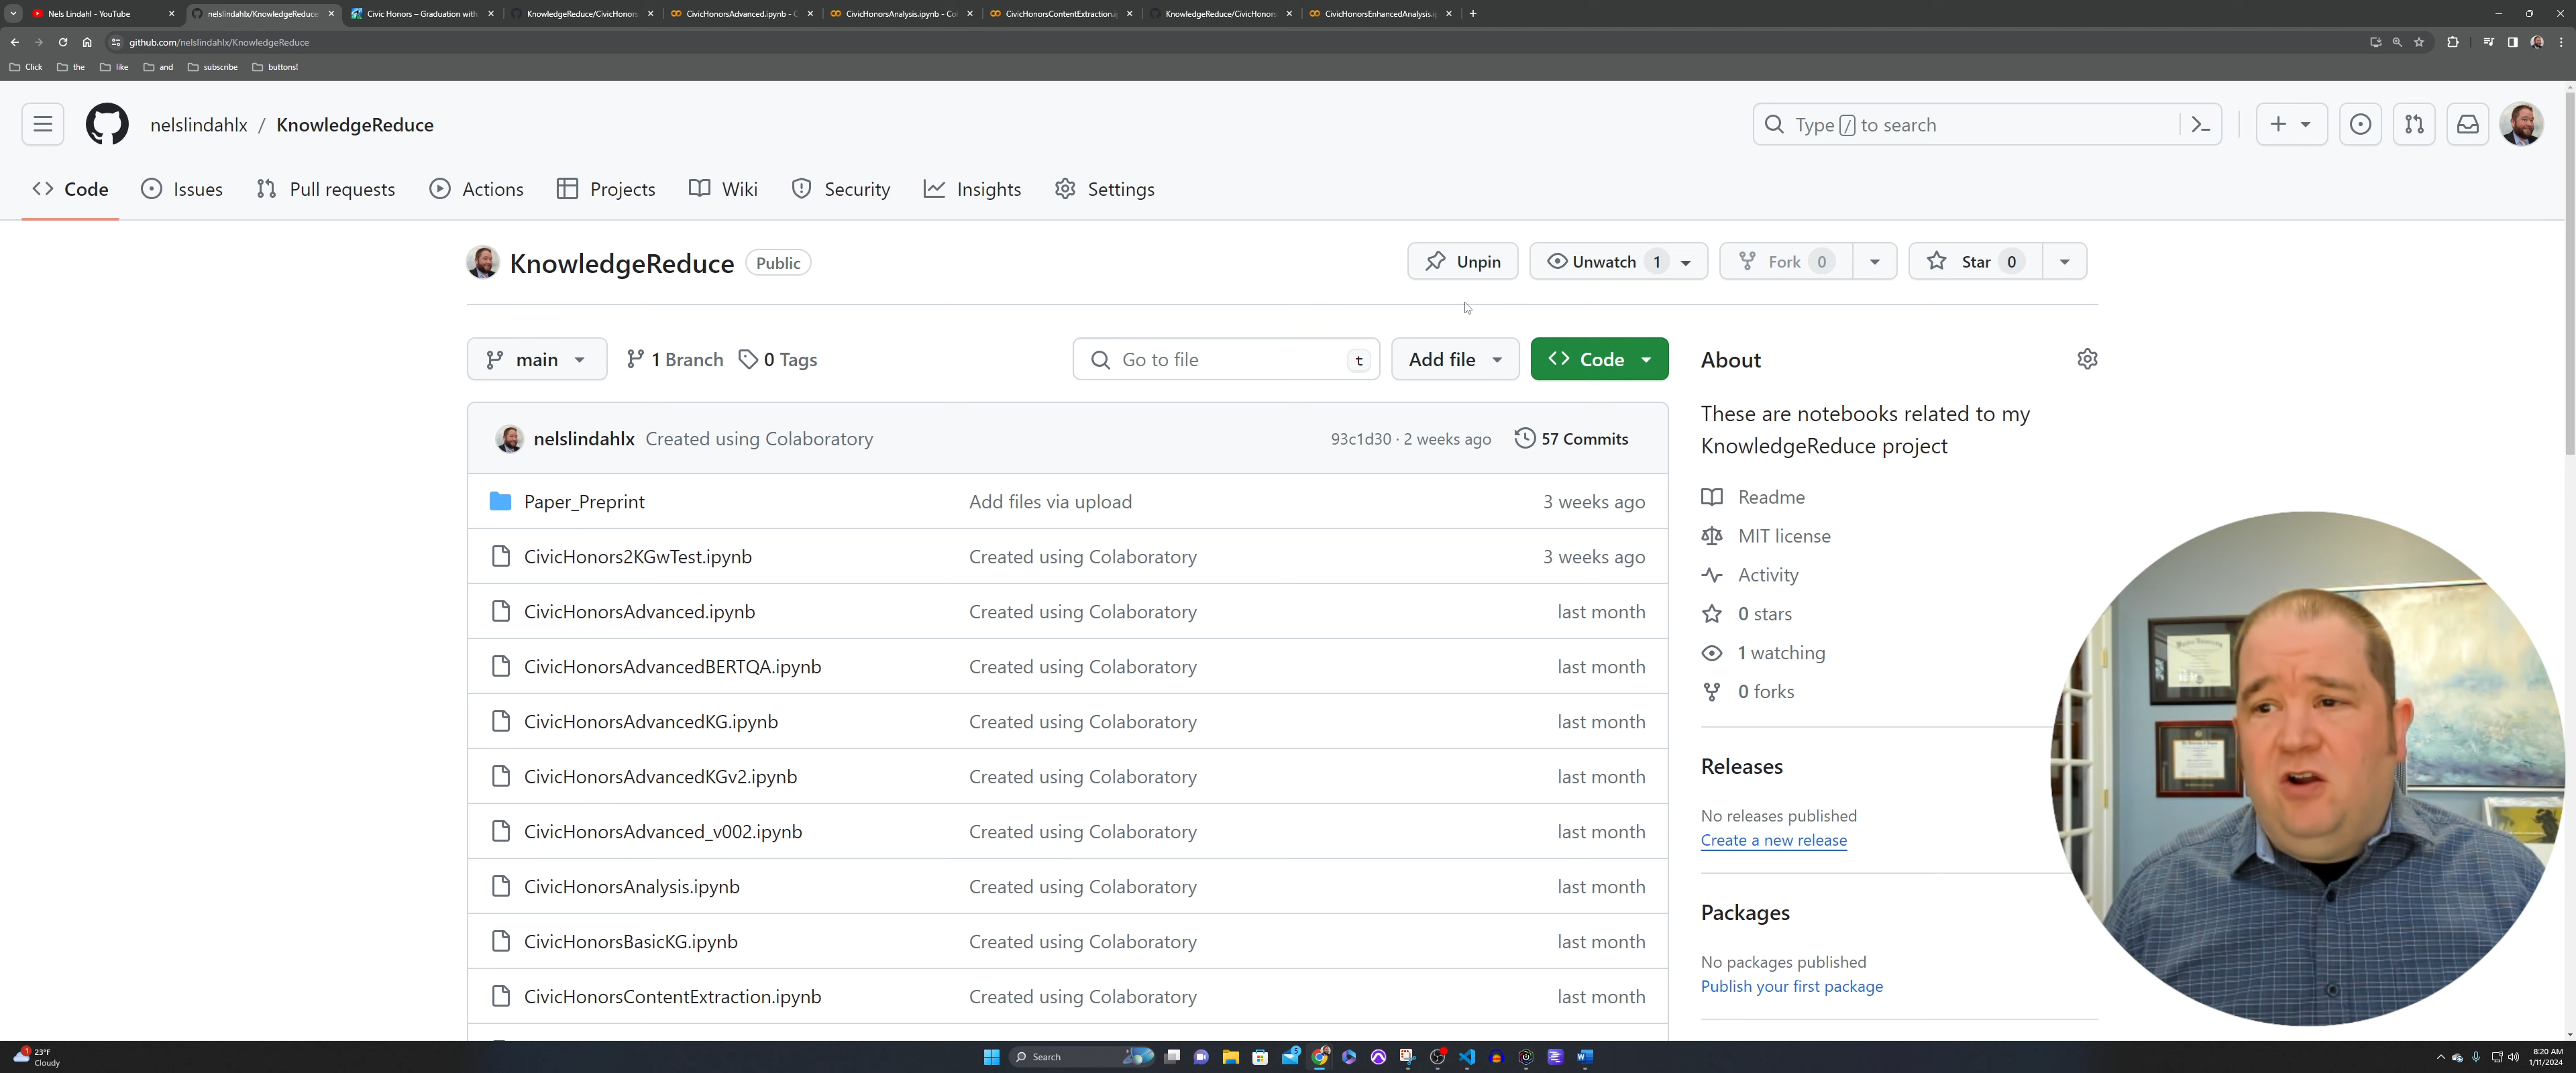 Nels Lindahl - YouTube
nelslindahlx/KnowledgeReduce
Civic Honors – Graduation with
KnowledgeReduce/CivicHonors
CivicHonorsAdvanced.ipynb - C
CivicHonorsAnalysis.ipynb - Co
CivicHonorsContentExtraction.i
KnowledgeReduce/CivicHonors
CivicHonorsEnhancedAnalysis.i
github.com/nelslindahlx/KnowledgeReduce
Click the like and subscribe buttons!
nelslindahlx / KnowledgeReduce
Type / to search
Code Issues Pull requests Actions Projects Wiki Security Insights Settings
KnowledgeReduce Public
Unpin Unwatch 1 Fork 0 Star 0
main 1 Branch 0 Tags
Go to file t Add file Code
nelslindahlx Created using Colaboratory 93c1d30 · 2 weeks ago 57 Commits
Paper_Preprint Add files via upload 3 weeks ago
CivicHonors2KGwTest.ipynb Created using Colaboratory 3 weeks ago
CivicHonorsAdvanced.ipynb Created using Colaboratory last month
CivicHonorsAdvancedBERTQA.ipynb Created using Colaboratory last month
CivicHonorsAdvancedKG.ipynb Created using Colaboratory last month
CivicHonorsAdvancedKGv2.ipynb Created using Colaboratory last month
CivicHonorsAdvanced_v002.ipynb Created using Colaboratory last month
CivicHonorsAnalysis.ipynb Created using Colaboratory last month
CivicHonorsBasicKG.ipynb Created using Colaboratory last month
CivicHonorsContentExtraction.ipynb Created using Colaboratory last month
About
These are notebooks related to my
KnowledgeReduce project
Readme
MIT license
Activity
0 stars
1 watching
0 forks
Releases
No releases published
Create a new release
Packages
No packages published
Publish your first package
1
23°F
Cloudy
Search
8:20 AM
1/11/2024